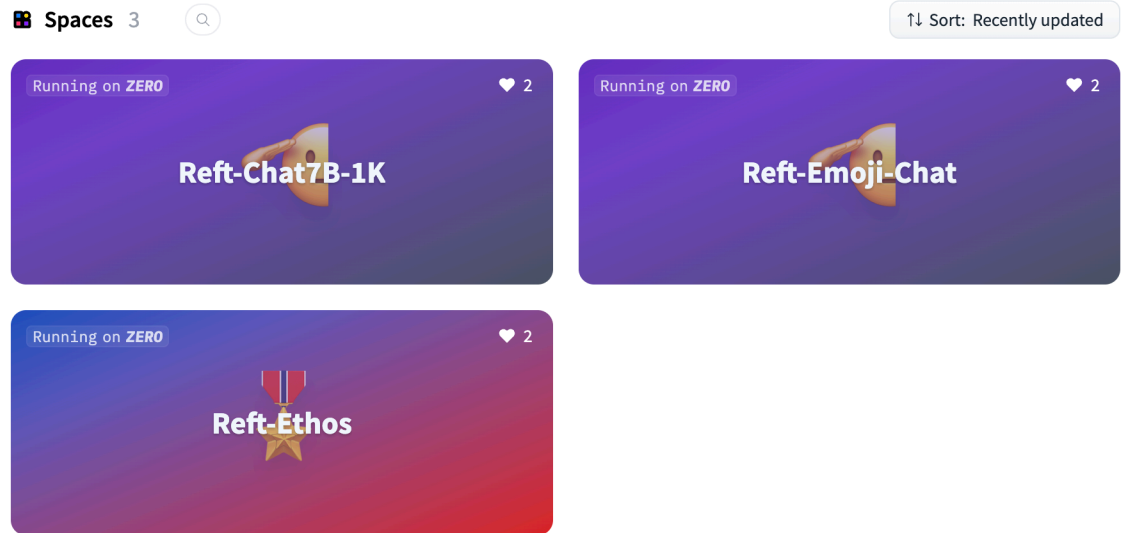 Spaces 3
Sort: Recently updated
Running on ZERO
2
Reft-Chat7B-1K
Running on ZERO
2
Reft-Emoji-Chat
Running on ZERO
2
Reft-Ethos